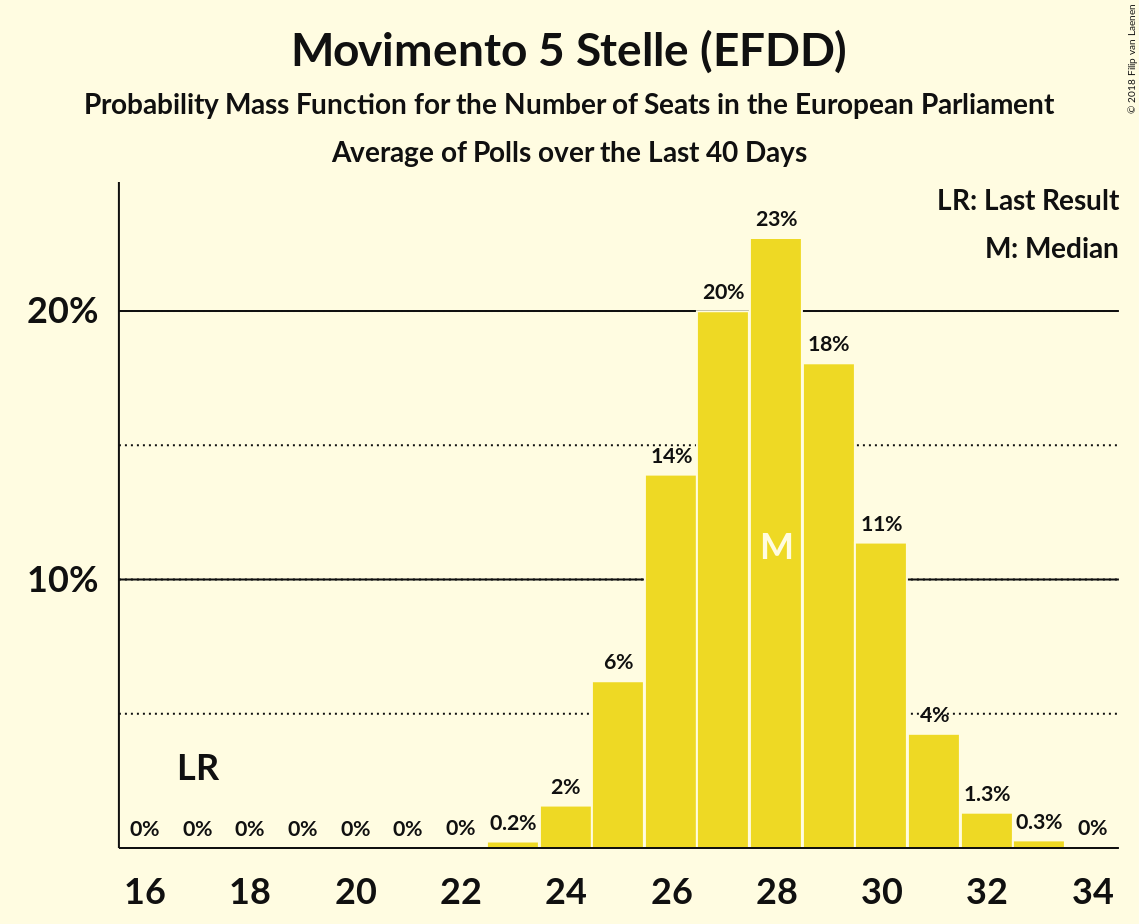 Movimento 5 Stelle (EFDD)
Probability Mass Function for the Number of Seats in the European Parliament
Average of Polls over the Last 40 Days
© 2018 Filip van Laenen
LR: Last Result
M: Median
20%
10%
LR
M
0% 0% 0% 0% 0% 0% 0% 0.2% 2% 6% 14% 20% 23% 18% 11% 4% 1.3% 0.3% 0%
16 18 20 22 24 26 28 30 32 34